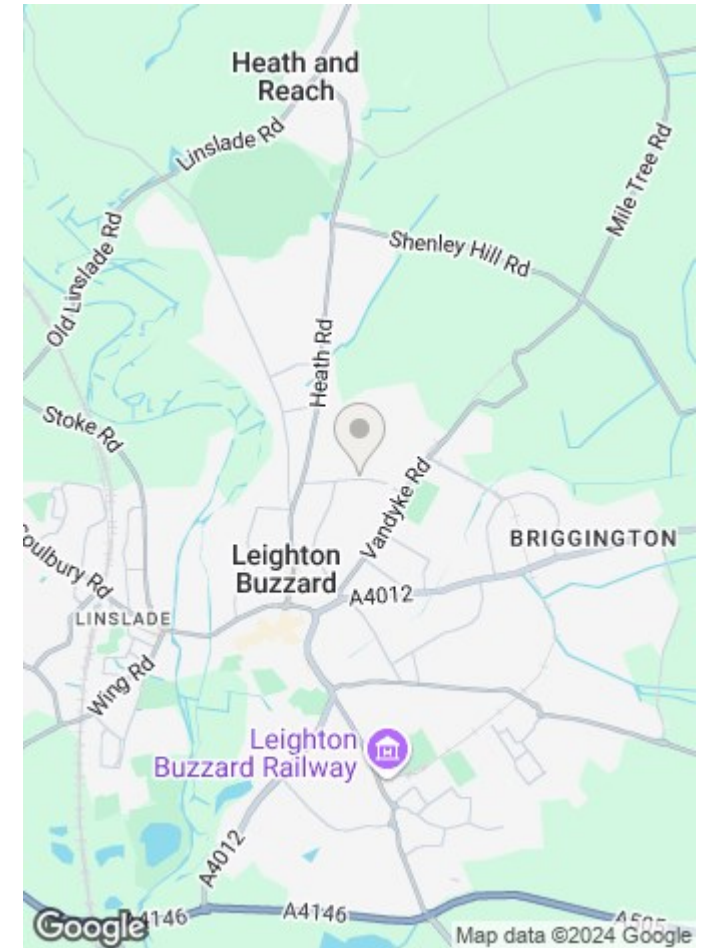 Heath and
Reach
Linslade Rd
Mile Tree Rd
Old Linslade Rd
Shenley Hill Rd
Heath Rd
Stoke Rd
Vandyke Rd
Soulbury Rd
BRIGGINGTON
Leighton
Buzzard
A4012
LINSLADE
Wing Rd
Leighton
Buzzard Railway
A4012
A4146
A4146
A505
Google
Map data ©2024 Google